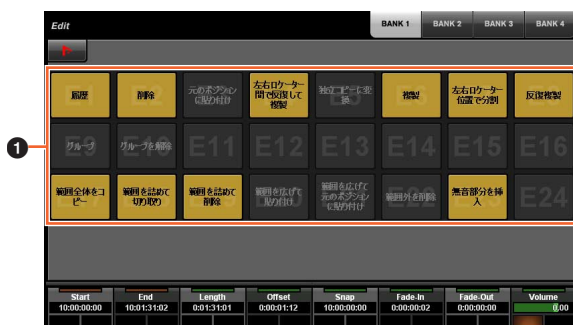 Edit
BANK 1 BANK 2 BANK 3 BANK 4
履歴 削除 元のポジションに貼り付け 左右ロケーター間で反復して複製 独立コピーに変換 複製 左右ロケーター位置で分割 反復複製
グループ グループを解除 E11 E12 E13 E14 E15 E16
範囲全体をコピー 範囲を詰めて切り取り 範囲を詰めて削除 範囲を広げて貼り付け 範囲を広げて元のポジションに貼り付け 範囲外を削除 無音部分を挿入 E24
1
Start End Length Offset Snap Fade-In Fade-Out Volume
10:00:00:00 10:01:31:02 0:01:31:01 0:00:01:12 10:00:00:00 0:00:00:02 0:00:00:00 0.00